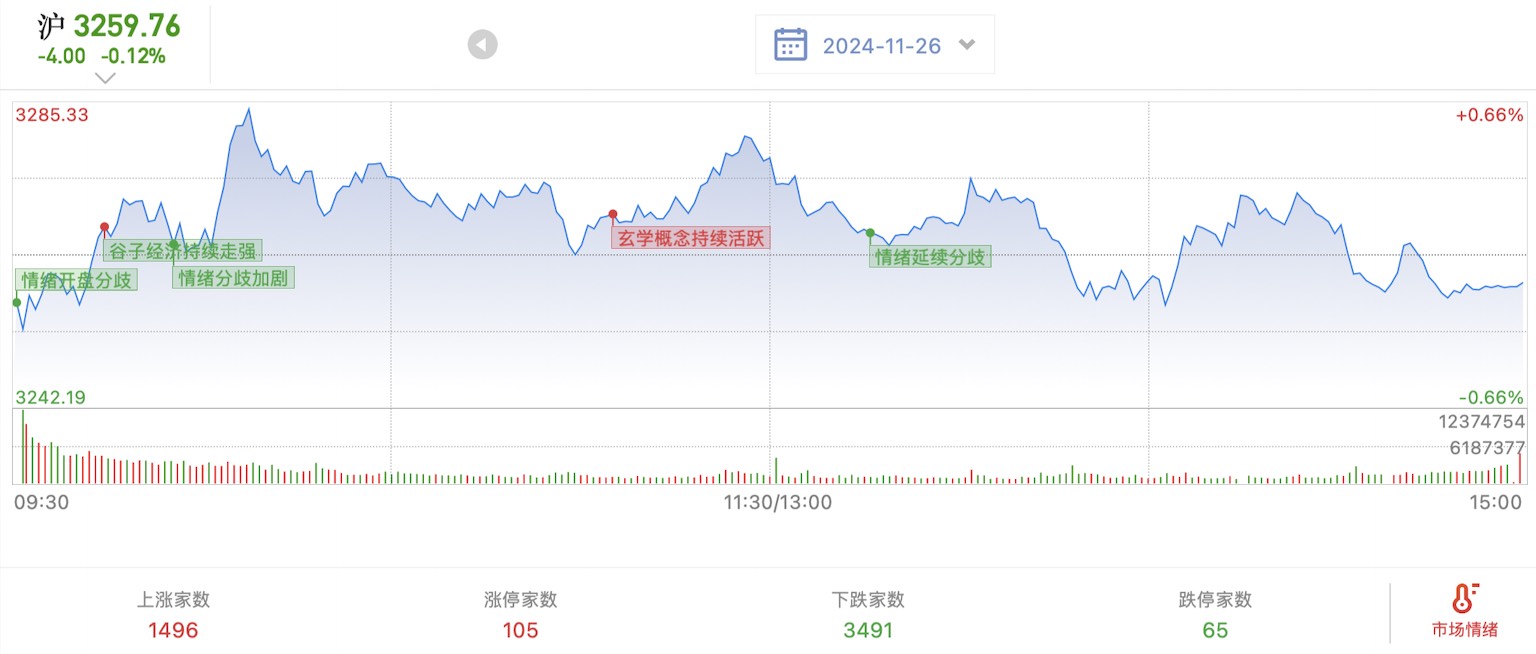 沪 3259.76
-4.00 -0.12%
2024-11-26
3285.33
+0.66%
谷子经济持续走强
玄学概念持续活跃
情绪延续分歧
情绪开盘分歧
情绪分歧加剧
3242.19
-0.66%
12374754
6187377
09:30
11:30/13:00
15:00
上涨家数
涨停家数
下跌家数
跌停家数
1496
105
3491
65
市场情绪